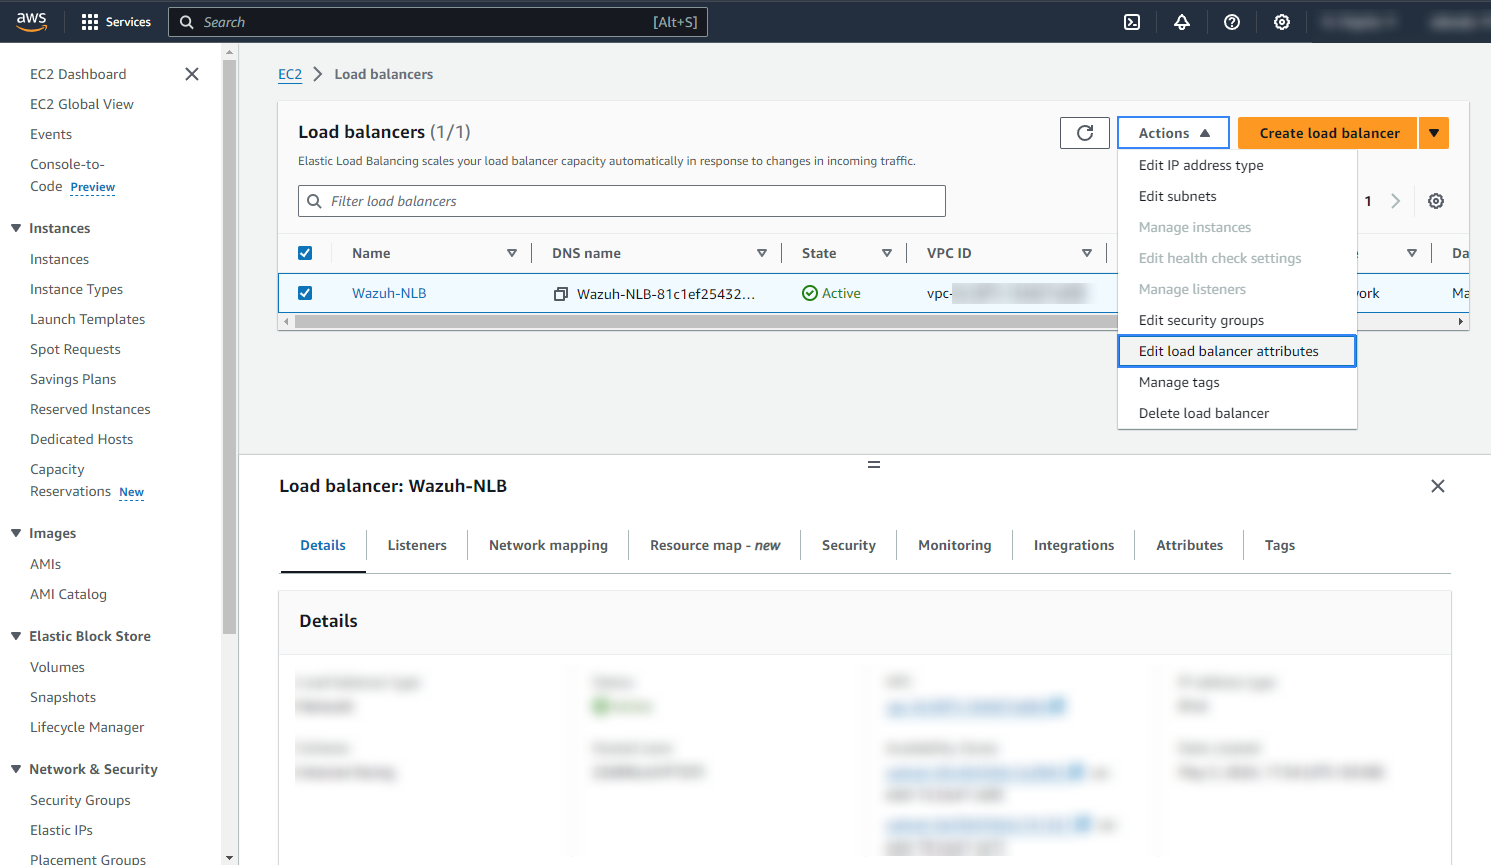 aws
Services
Search
[Alt+S]
EC2 Dashboard
EC2 Global View
Events
Console-to-
Code Preview
Instances
Instances
Instance Types
Launch Templates
Spot Requests
Savings Plans
Reserved Instances
Dedicated Hosts
Capacity
Reservations New
Images
AMIs
AMI Catalog
Elastic Block Store
Volumes
Snapshots
Lifecycle Manager
Network & Security
Security Groups
Elastic IPs
Placement Groups
EC2 > Load balancers
Load balancers (1/1)
Elastic Load Balancing scales your load balancer capacity automatically in response to changes in incoming traffic.
Actions
Create load balancer
Filter load balancers
1
Name DNS name State VPC ID Da
Wazuh-NLB Wazuh-NLB-81c1ef25432... Active vpc- ork Ma
Edit IP address type
Edit subnets
Manage instances
Edit health check settings
Manage listeners
Edit security groups
Edit load balancer attributes
Manage tags
Delete load balancer
Load balancer: Wazuh-NLB
Details Listeners Network mapping Resource map - new Security Monitoring Integrations Attributes Tags
Details